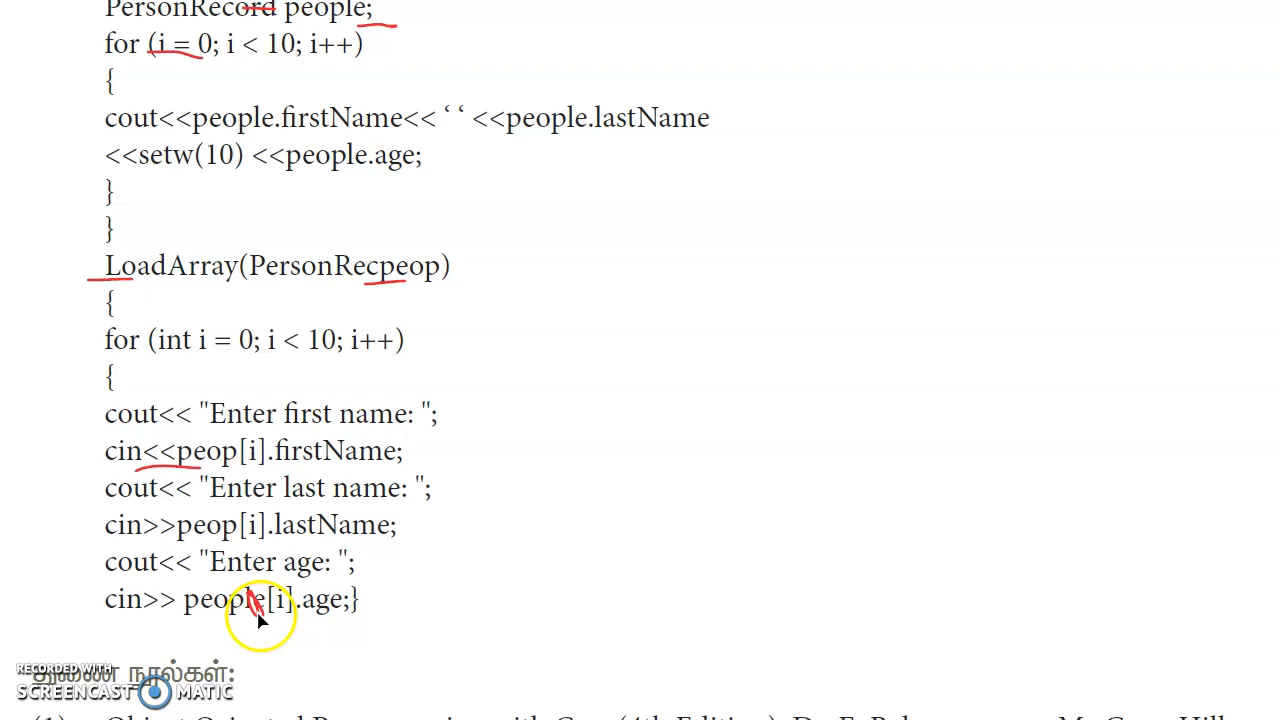 PersonRecord people;
for (i = 0; i < 10; i++)
{
cout<<people.firstName<< ‘ ‘ <<people.lastName
<<setw(10) <<people.age;
}
}
LoadArray(PersonRecpeop)
{
for (int i = 0; i < 10; i++)
{
cout<< "Enter first name: ";
cin<<peop[i].firstName;
cout<< "Enter last name: ";
cin>>peop[i].lastName;
cout<< "Enter age: ";
cin>> people[i].age;}
துணை நூல்கள்:
RECORDED WITH
SCREENCAST MATIC